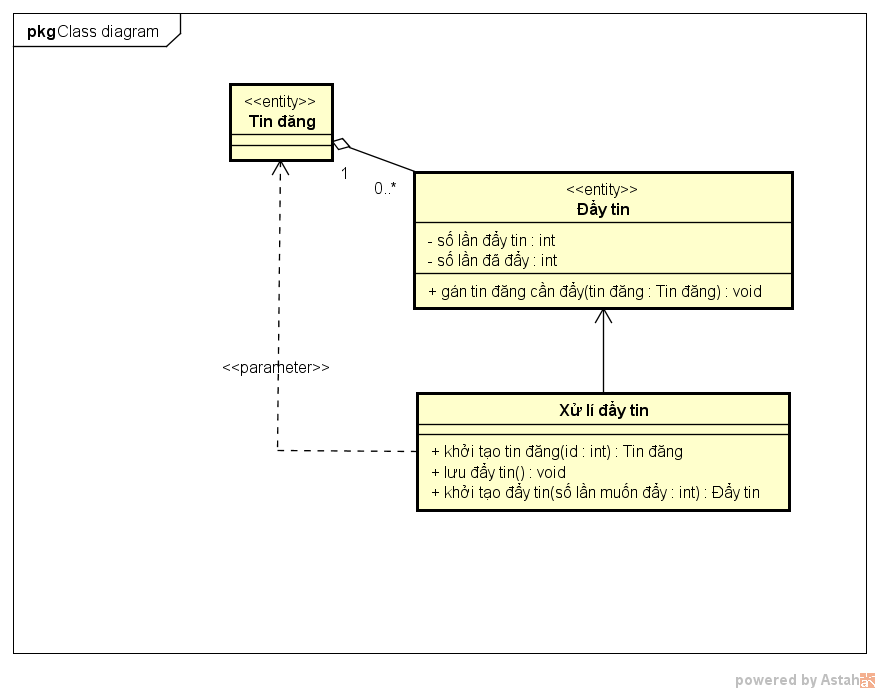 pkg Class diagram
<<entity>>
Tin đăng
1
0..*
<<entity>>
Đẩy tin
- số lần đẩy tin : int
- số lần đã đẩy : int
+ gán tin đăng cần đẩy(tin đăng : Tin đăng) : void
<<parameter>>
Xử lí đẩy tin
+ khởi tạo tin đăng(id : int) : Tin đăng
+ lưu đẩy tin() : void
+ khởi tạo đẩy tin(số lần muốn đẩy : int) : Đẩy tin
powered by Astah